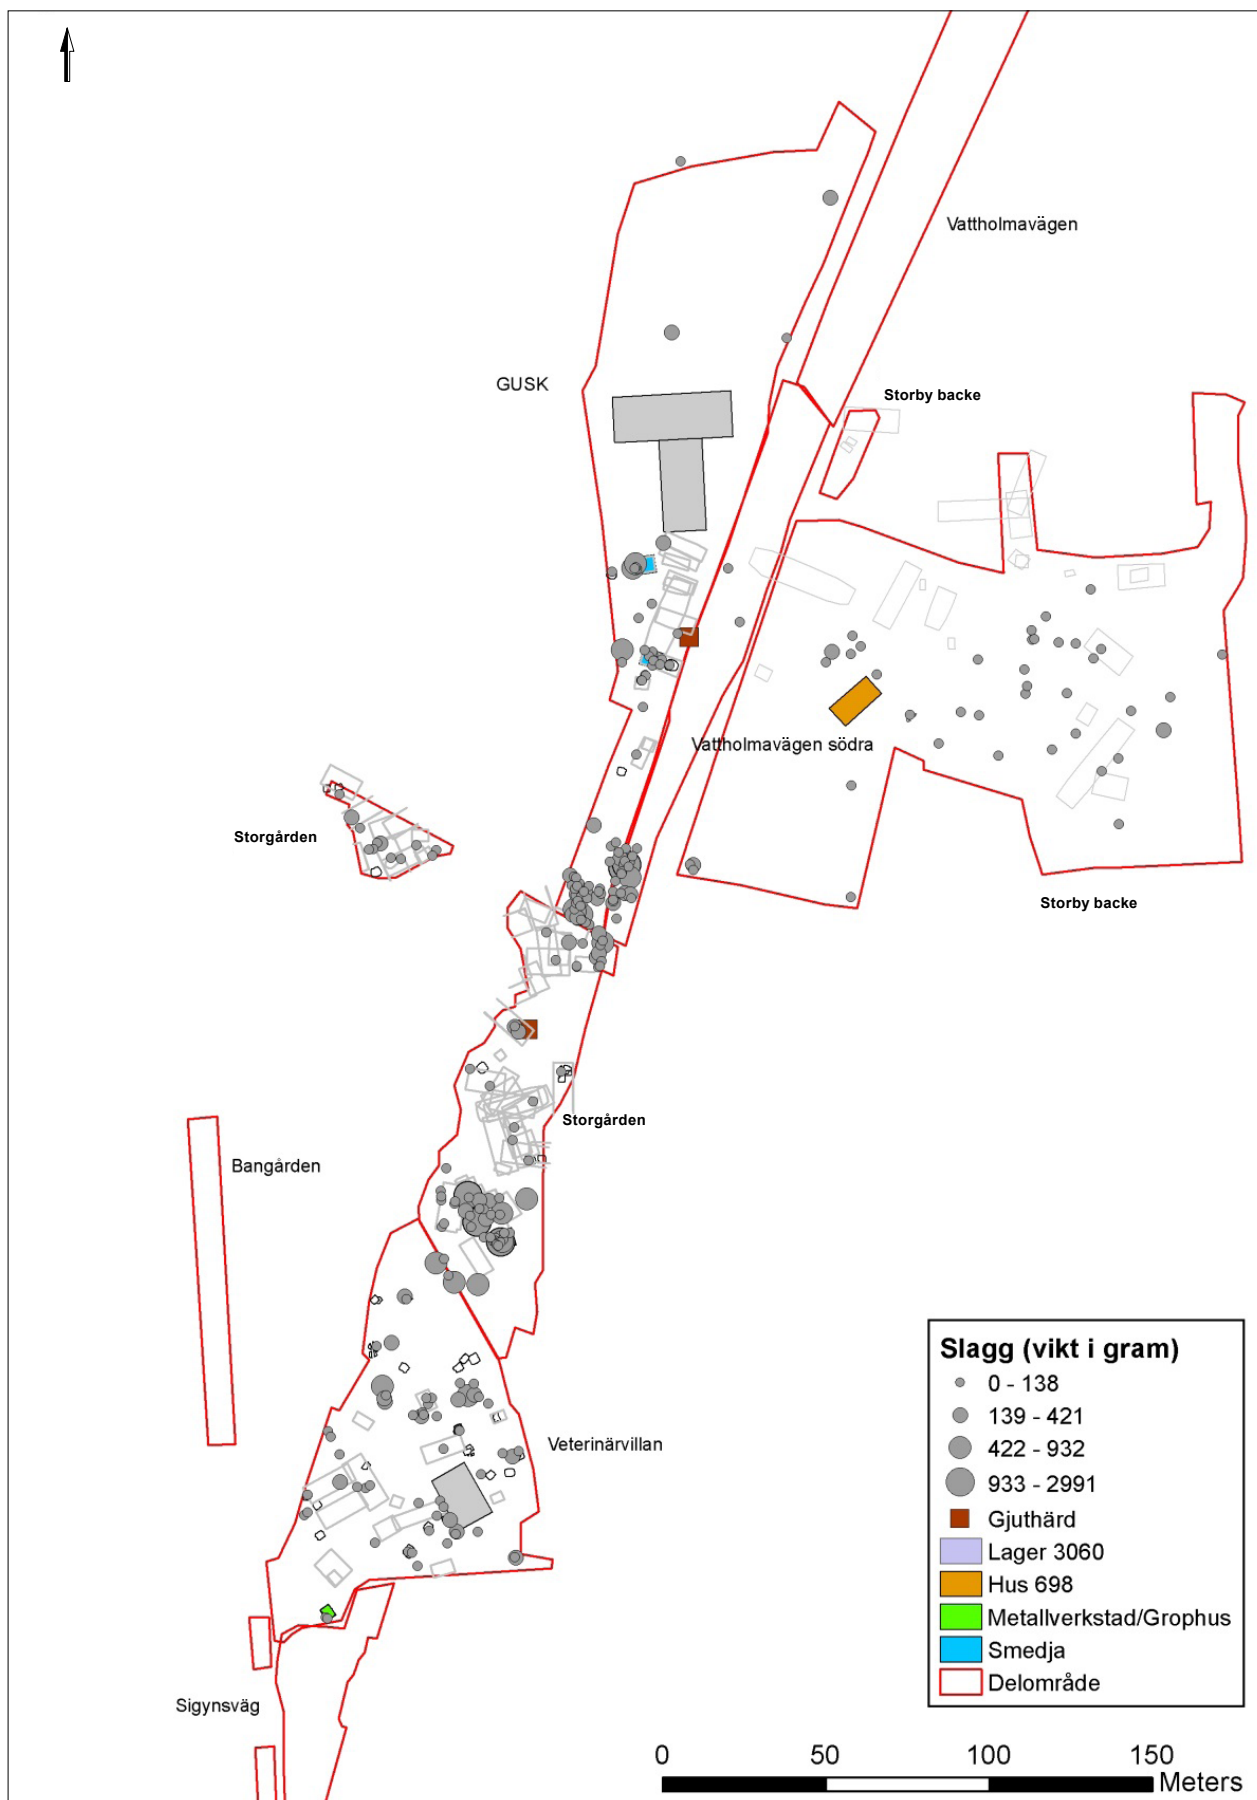 Vattholmavägen
GUSK
Storby backe
Vattholmavägen södra
Storgården
Storby backe
Storgården
Bangården
Veterinärvillan
Sigynsväg
Slagg (vikt i gram)
0 - 138
139 - 421
422 - 932
933 - 2991
Gjuthärd
Lager 3060
Hus 698
Metallverkstad/Grophus
Smedja
Delområde
0 50 100 150
Meters